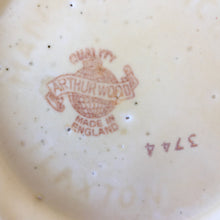 QUALITY
ARTHUR WOOD
MADE IN
ENGLAND
3744